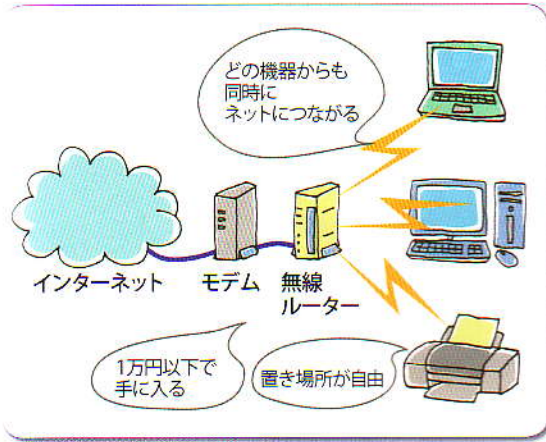 どの機器からも
同時に
ネットにつながる
インターネット
モデム
無線
ルーター
1万円以下で
手に入る
置き場所が自由